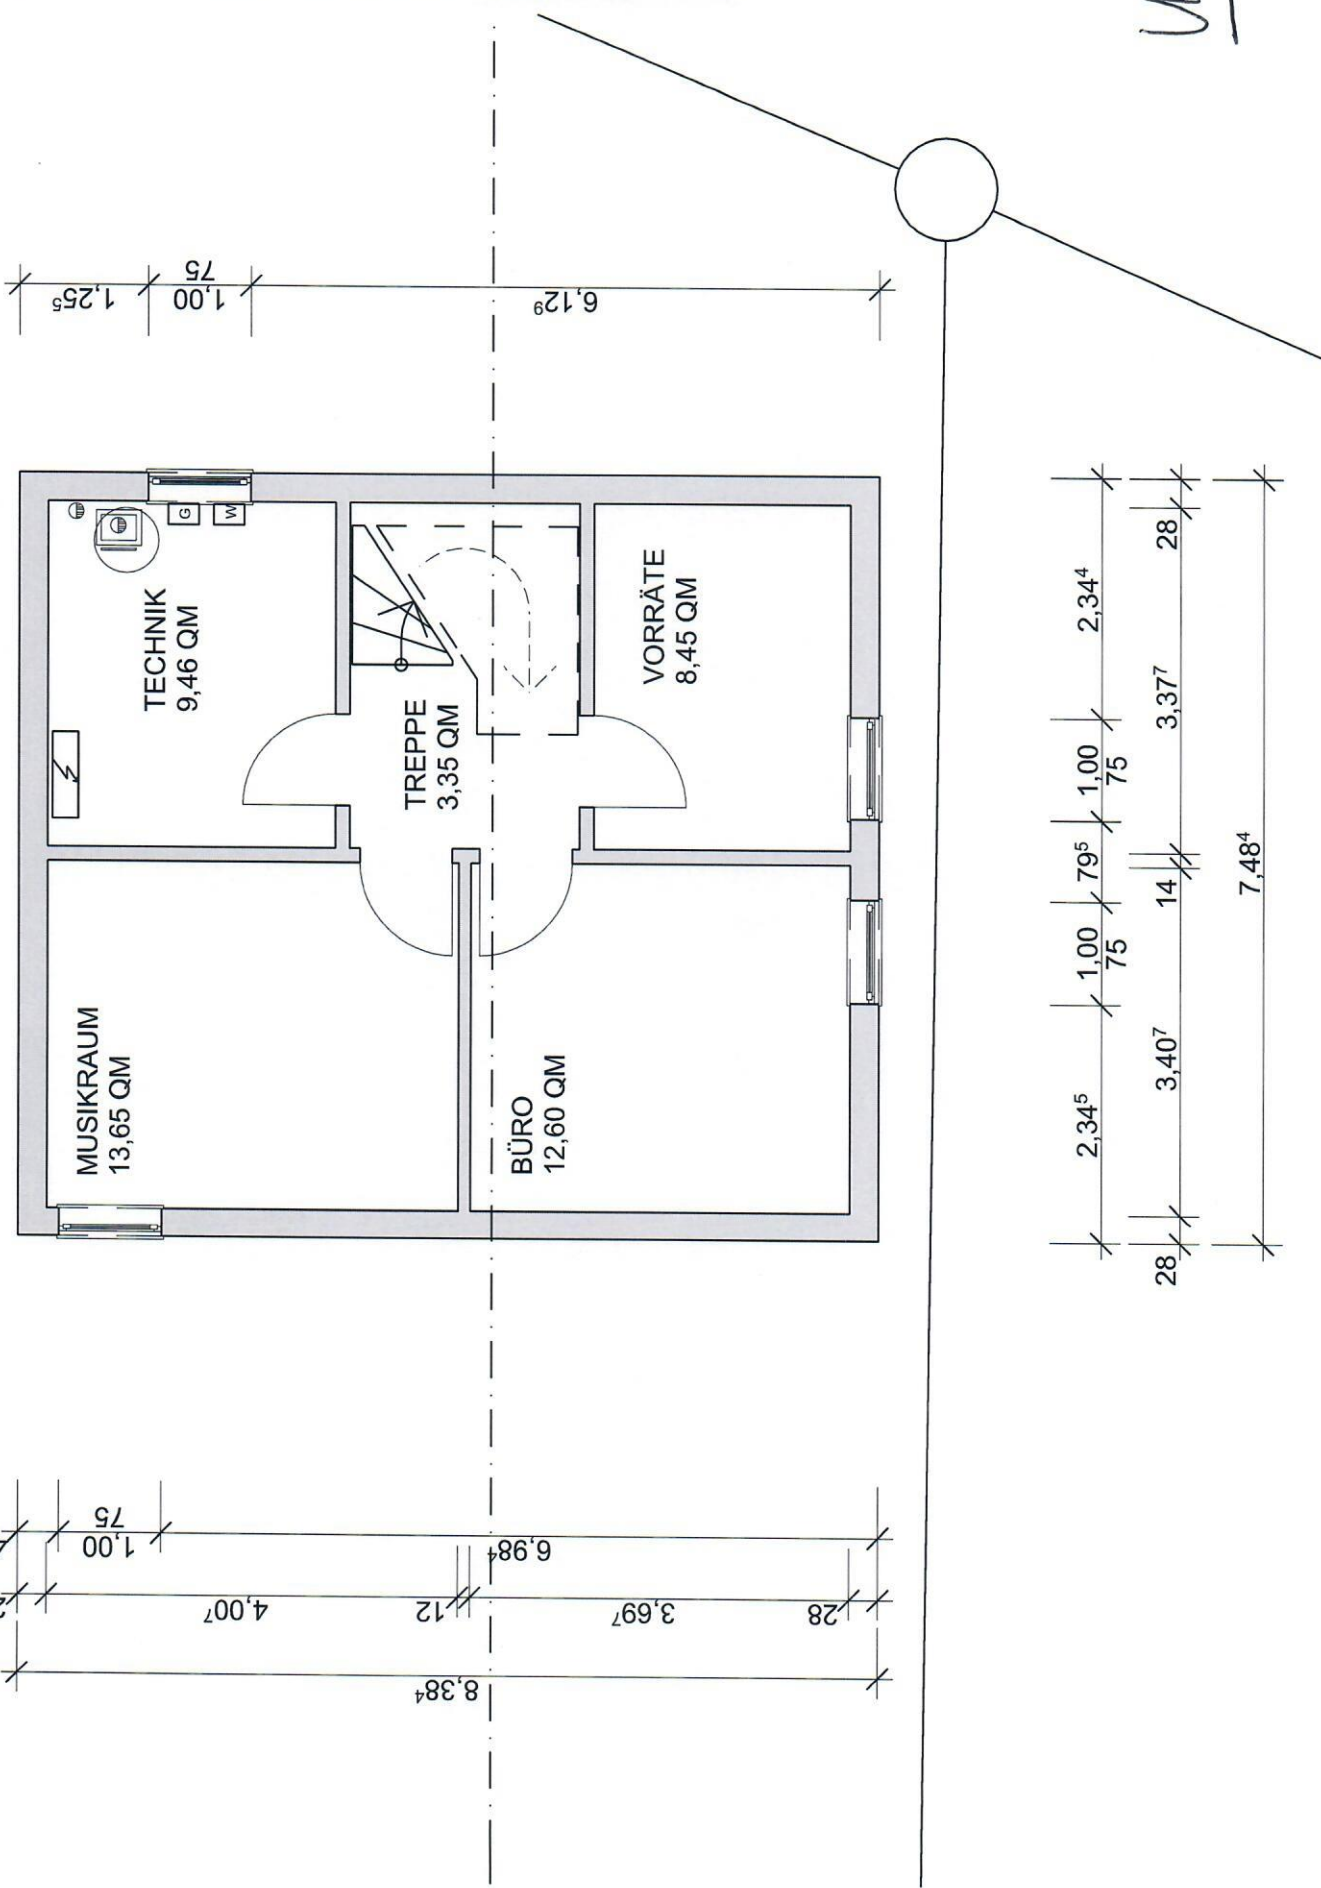 MUSIKRAUM
13,65 QM
TECHNIK
9,46 QM
G
W
TREPPE
3,35 QM
BÜRO
12,60 QM
VORRÄTE
8,45 QM
1,25⁵
1,00
75
6,12⁹
1,00
75
6,98⁴
4,00⁷
12
3,69⁷
28
8,38⁴
2,34⁵
1,00
75
79⁵
1,00
75
2,34⁴
28
3,40⁷
14
3,37⁷
28
7,48⁴